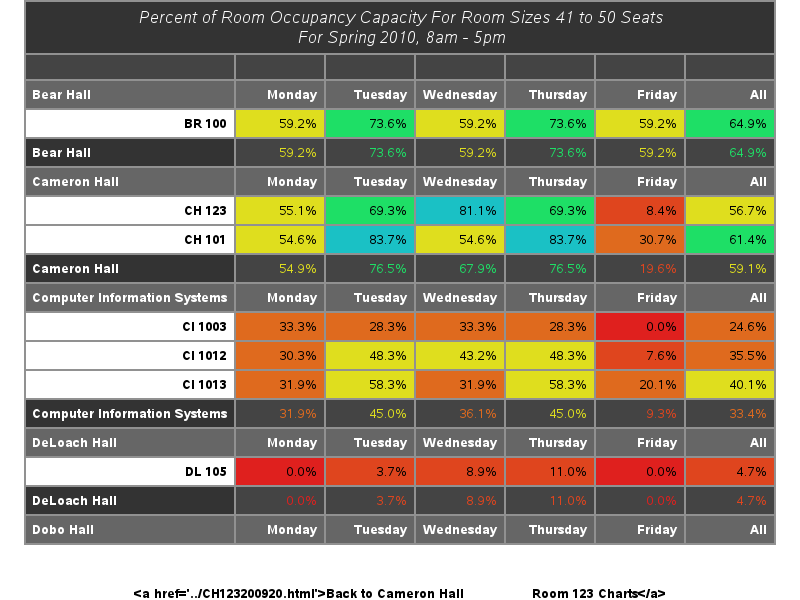 Percent of Room Occupancy Capacity For Room Sizes 41 to 50 Seats
For Spring 2010, 8am - 5pm
Bear Hall Monday Tuesday Wednesday Thursday Friday All
BR 100 59.2% 73.6% 59.2% 73.6% 59.2% 64.9%
Bear Hall 59.2% 73.6% 59.2% 73.6% 59.2% 64.9%
Cameron Hall Monday Tuesday Wednesday Thursday Friday All
CH 123 55.1% 69.3% 81.1% 69.3% 8.4% 56.7%
CH 101 54.6% 83.7% 54.6% 83.7% 30.7% 61.4%
Cameron Hall 54.9% 76.5% 67.9% 76.5% 19.6% 59.1%
Computer Information Systems Monday Tuesday Wednesday Thursday Friday All
CI 1003 33.3% 28.3% 33.3% 28.3% 0.0% 24.6%
CI 1012 30.3% 48.3% 43.2% 48.3% 7.6% 35.5%
CI 1013 31.9% 58.3% 31.9% 58.3% 20.1% 40.1%
Computer Information Systems 31.9% 45.0% 36.1% 45.0% 9.3% 33.4%
DeLoach Hall Monday Tuesday Wednesday Thursday Friday All
DL 105 0.0% 3.7% 8.9% 11.0% 0.0% 4.7%
DeLoach Hall 0.0% 3.7% 8.9% 11.0% 0.0% 4.7%
Dobo Hall Monday Tuesday Wednesday Thursday Friday All
<a href='../CH123200920.html'>Back to Cameron Hall Room 123 Charts</a>